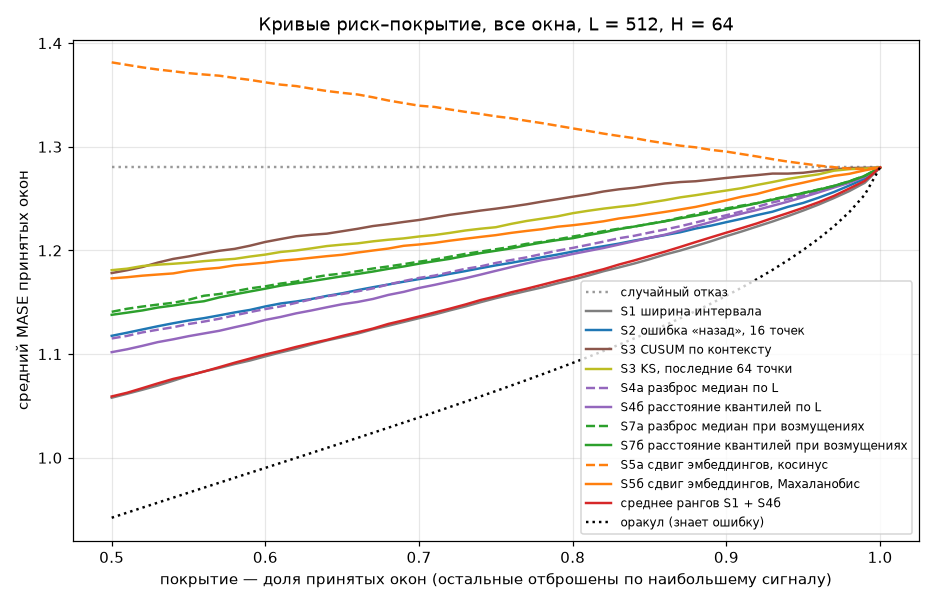 Кривые риск–покрытие, все окна, L = 512, H = 64
средний MASE принятых окон
1.4
1.3
1.2
1.1
1.0
случайный отказ
S1 ширина интервала
S2 ошибка «назад», 16 точек
S3 CUSUM по контексту
S3 KS, последние 64 точки
S4а разброс медиан по L
S4б расстояние квантилей по L
S7а разброс медиан при возмущениях
S7б расстояние квантилей при возмущениях
S5а сдвиг эмбеддингов, косинус
S5б сдвиг эмбеддингов, Махаланобис
среднее рангов S1 + S4б
оракул (знает ошибку)
0.5 0.6 0.7 0.8 0.9 1.0
покрытие — доля принятых окон (остальные отброшены по наибольшему сигналу)